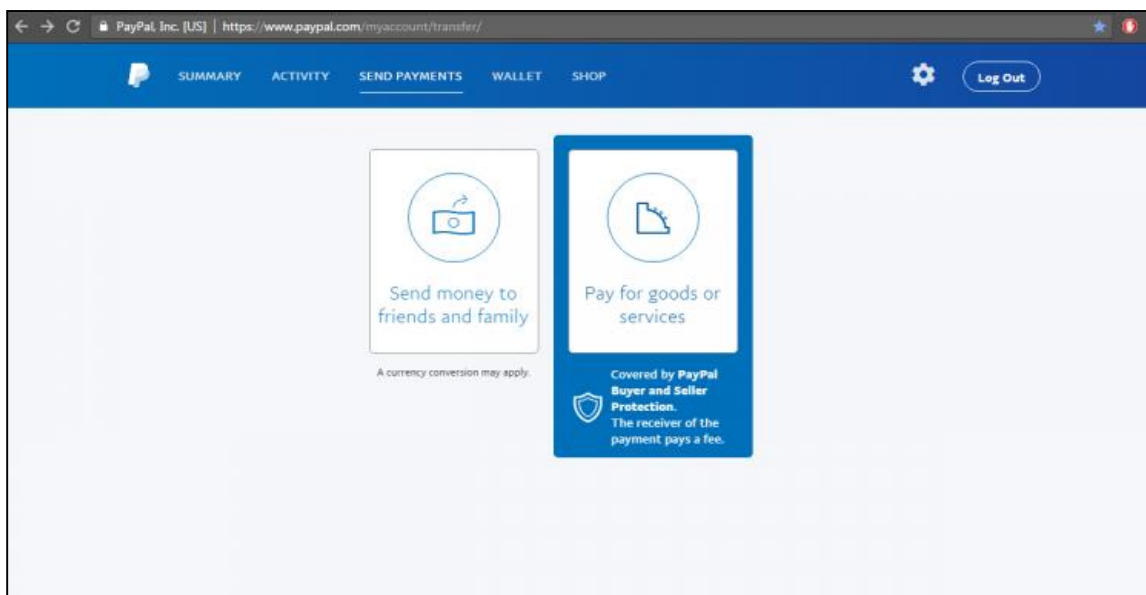 PayPal, Inc. [US] | https://www.paypal.com/myaccount/transfer/
SUMMARY ACTIVITY SEND PAYMENTS WALLET SHOP Log Out
Send money to
friends and family
A currency conversion may apply.
Pay for goods or
services
Covered by PayPal
Buyer and Seller
Protection.
The receiver of the
payment pays a fee.